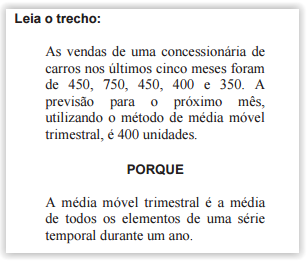 Leia o trecho:
As vendas de uma concessionária de
carros nos últimos cinco meses foram
de 450, 750, 450, 400 e 350. A
previsão para o próximo mês,
utilizando o método de média móvel
trimestral, é 400 unidades.
PORQUE
A média móvel trimestral é a média
de todos os elementos de uma série
temporal durante um ano.